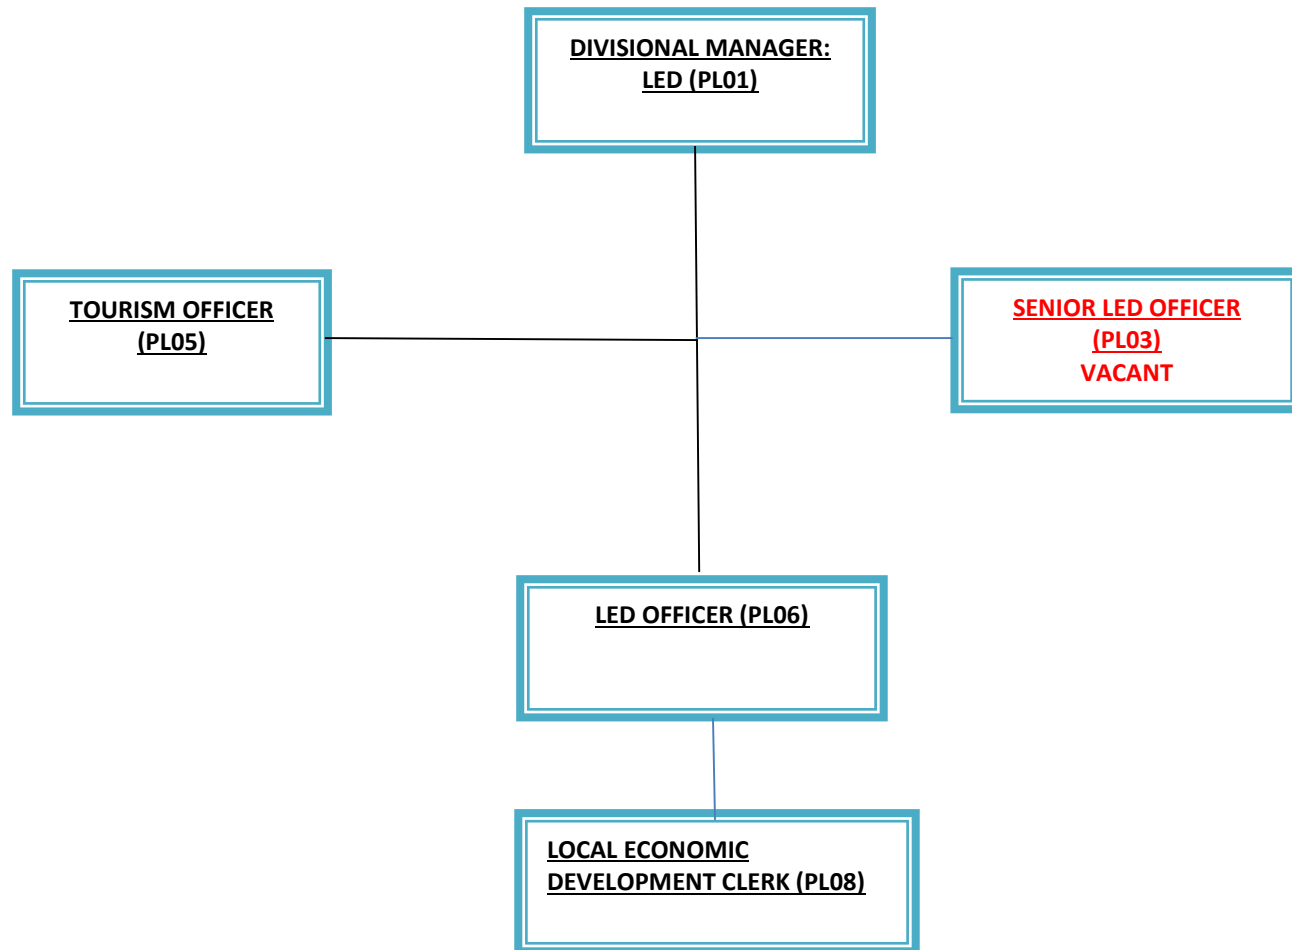 DIVISIONAL MANAGER:
LED (PL01)
TOURISM OFFICER
(PL05)
SENIOR LED OFFICER
(PL03)
VACANT
LED OFFICER (PL06)
LOCAL ECONOMIC
DEVELOPMENT CLERK (PL08)